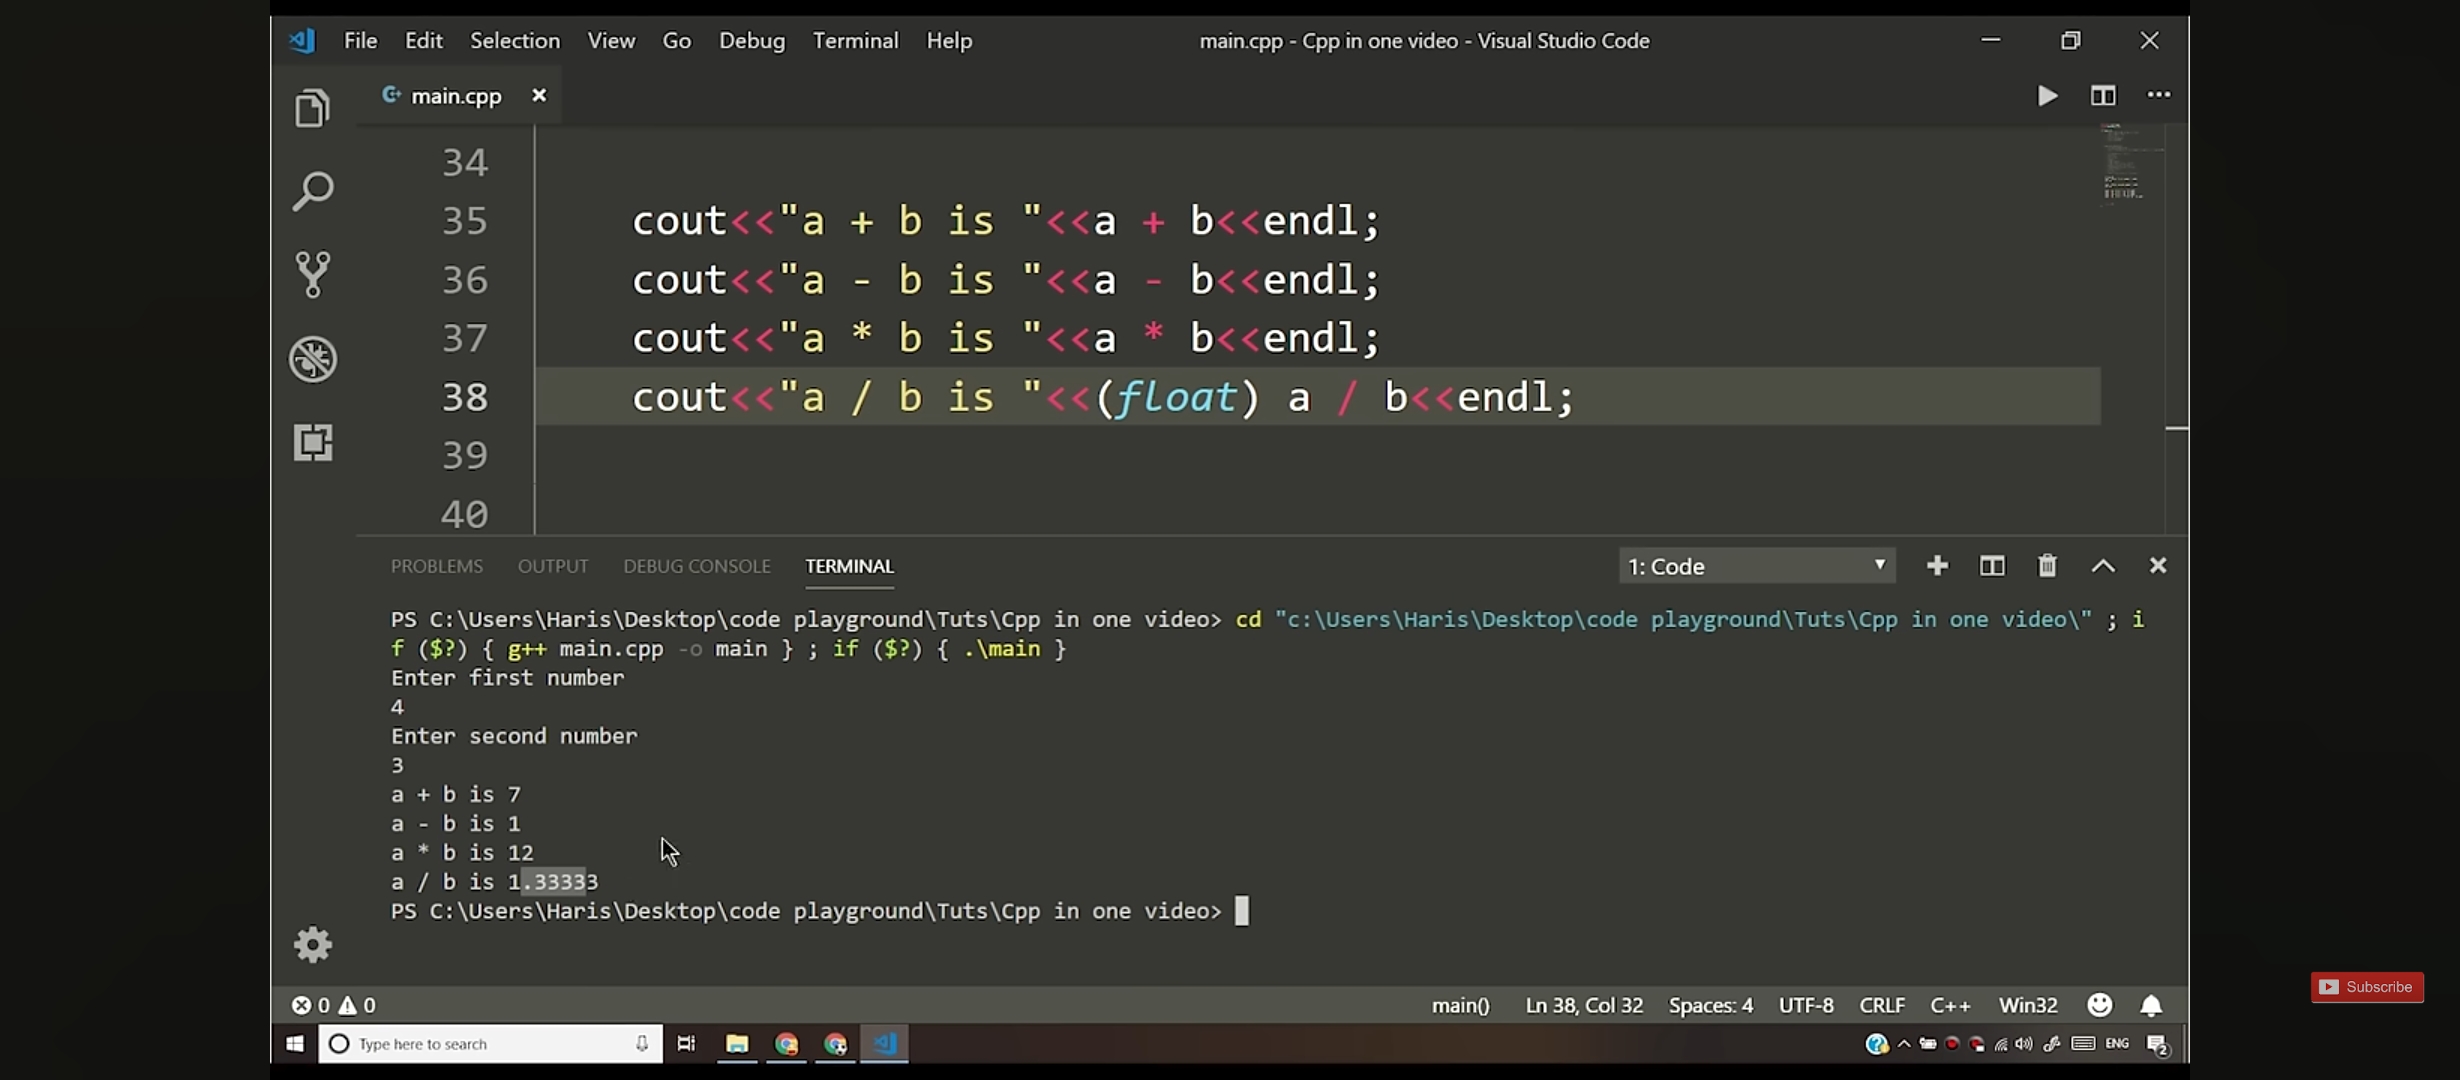 File Edit Selection View Go Debug Terminal Help main.cpp - Cpp in one video - Visual Studio Code
main.cpp
34
35 cout<<"a + b is "<<a + b<<endl;
36 cout<<"a - b is "<<a - b<<endl;
37 cout<<"a * b is "<<a * b<<endl;
38 cout<<"a / b is "<<(float) a / b<<endl;
39
40
PROBLEMS OUTPUT DEBUG CONSOLE TERMINAL 1: Code
PS C:\Users\Haris\Desktop\code playground\Tuts\Cpp in one video> cd "c:\Users\Haris\Desktop\code playground\Tuts\Cpp in one video\" ; i
f ($?) { g++ main.cpp -o main } ; if ($?) { .\main }
Enter first number
4
Enter second number
3
a + b is 7
a - b is 1
a * b is 12
a / b is 1.33333
PS C:\Users\Haris\Desktop\code playground\Tuts\Cpp in one video>
Subscribe
0 0 main() Ln 38, Col 32 Spaces: 4 UTF-8 CRLF C++ Win32
Type here to search ENG 2